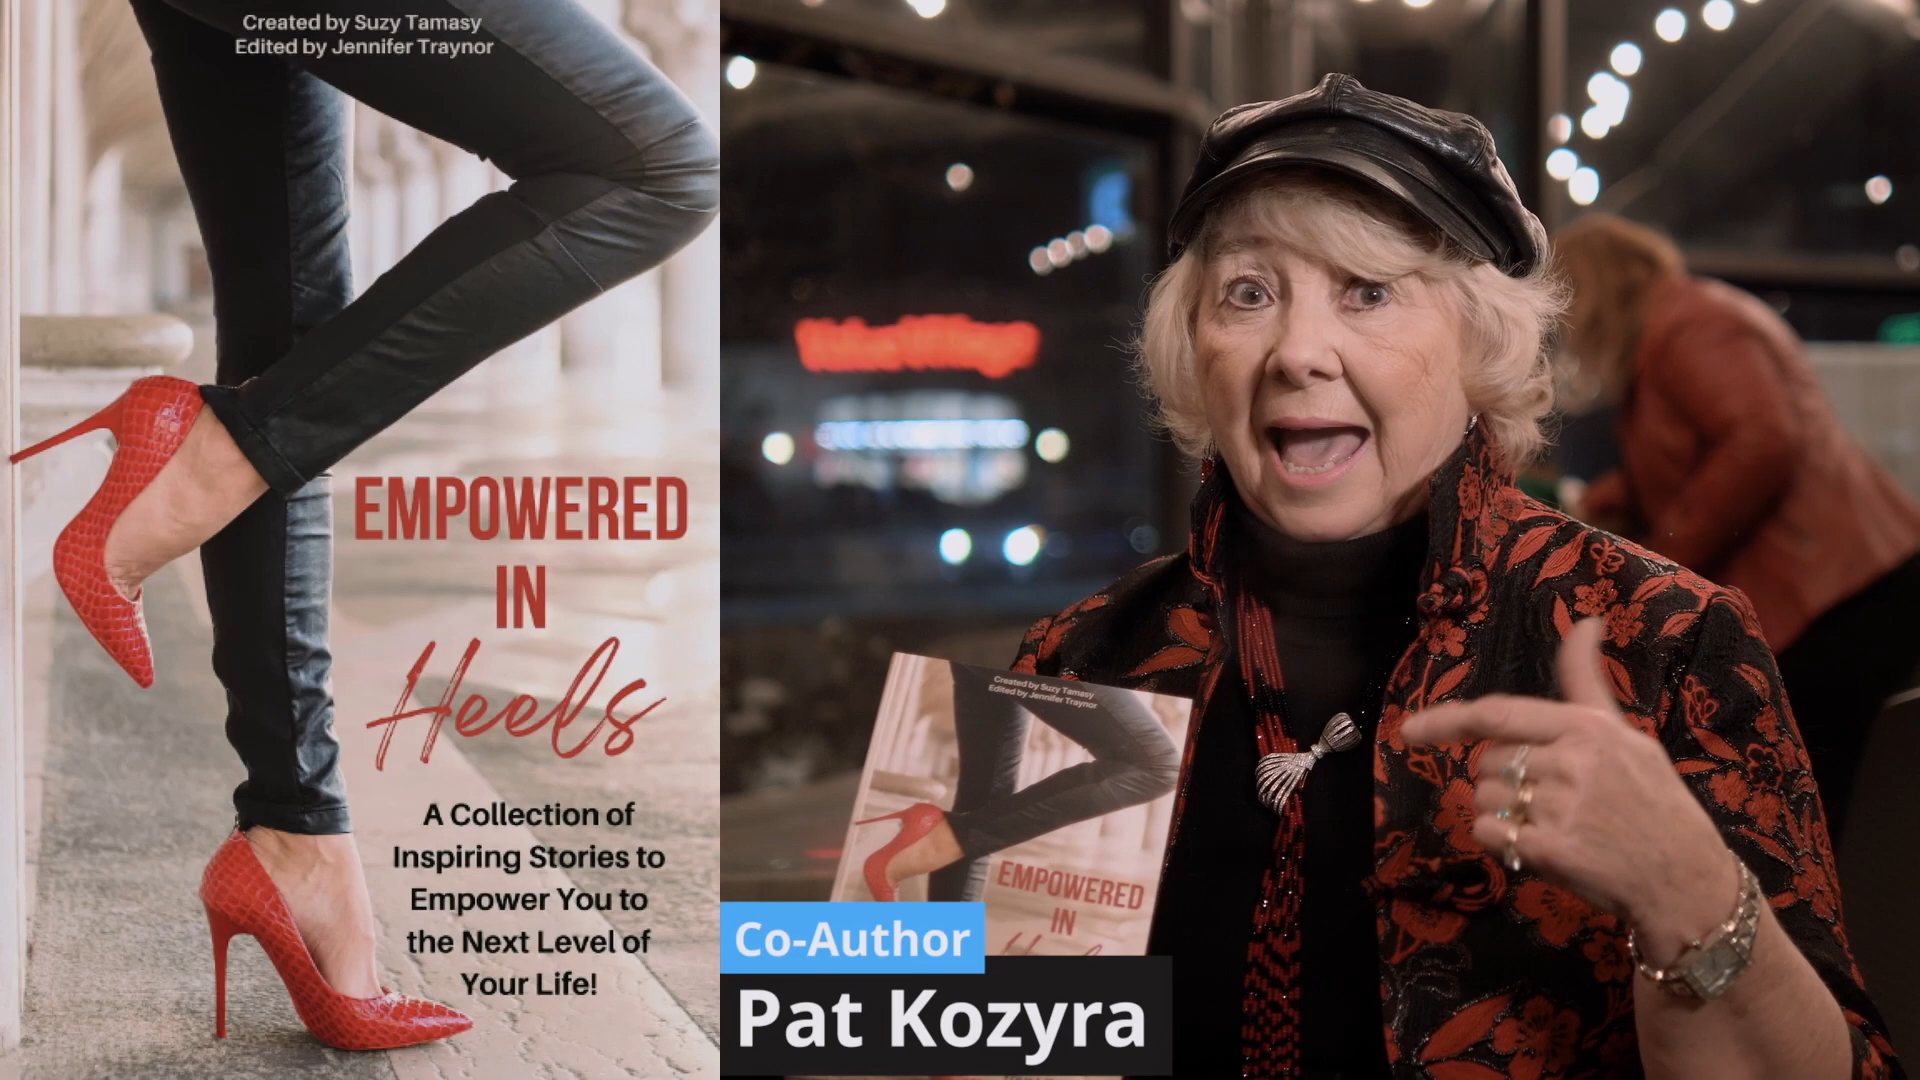 Created by Suzy Tamasy
Edited by Jennifer Traynor
EMPOWERED
IN
Heels
A Collection of
Inspiring Stories to
Empower You to
the Next Level of
Your Life!
Created by Suzy Tamasy
Edited by Jennifer Traynor
EMPOWERED
IN
Co-Author
Pat Kozyra